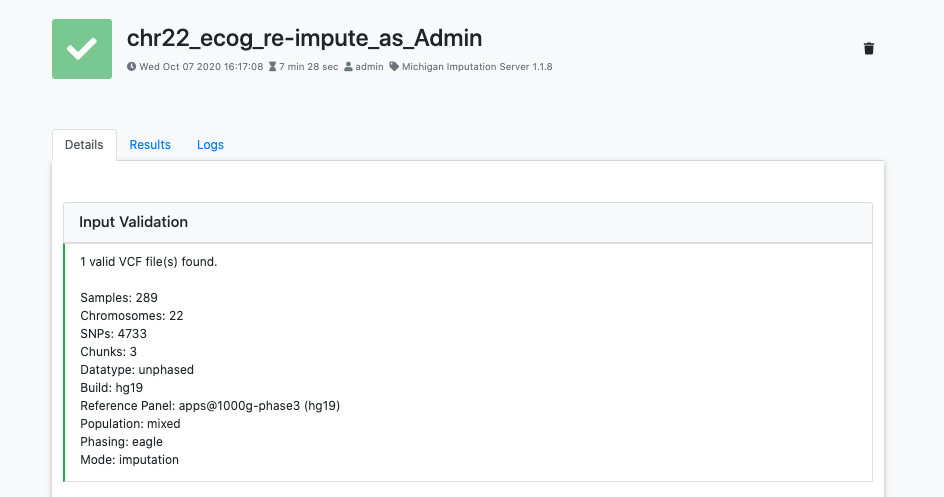 chr22_ecog_re-impute_as_Admin
Wed Oct 07 2020 16:17:08 7 min 28 sec admin Michigan Imputation Server 1.1.8
Details Results Logs
Input Validation
1 valid VCF file(s) found.
Samples: 289
Chromosomes: 22
SNPs: 4733
Chunks: 3
Datatype: unphased
Build: hg19
Reference Panel: apps@1000g-phase3 (hg19)
Population: mixed
Phasing: eagle
Mode: imputation